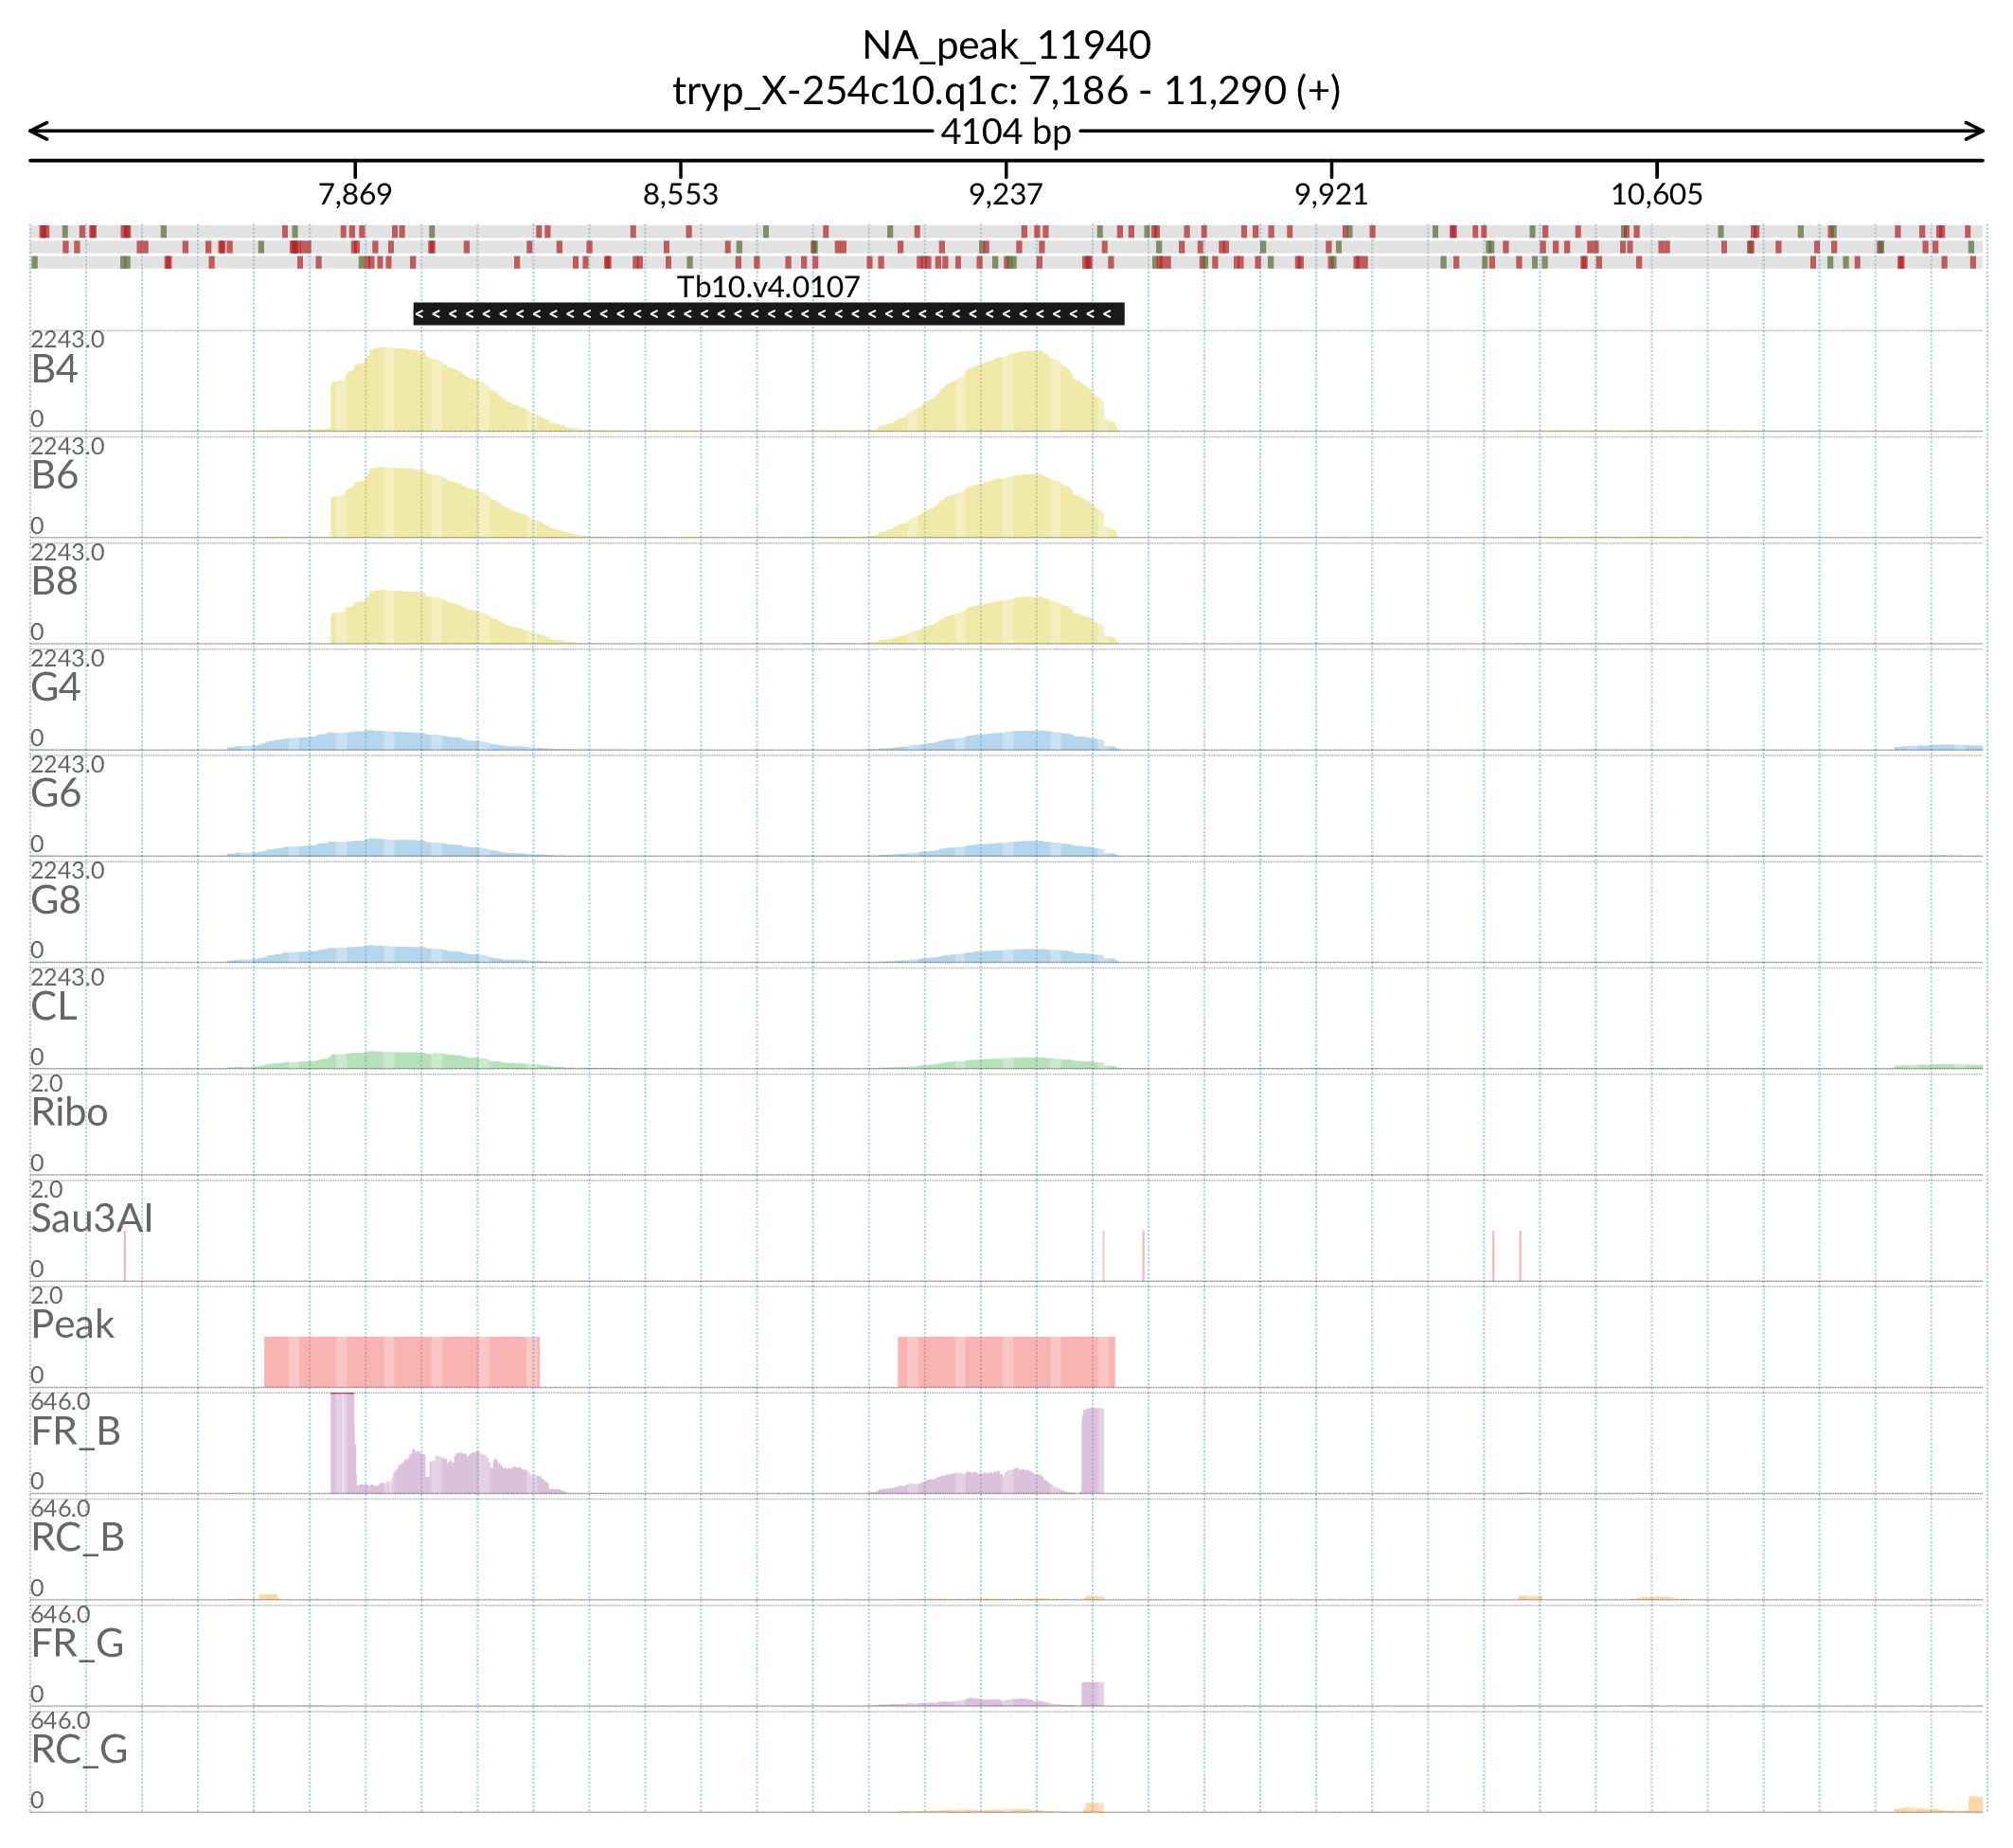 NA_peak_11940
tryp_X-254c10.q1c: 7,186 - 11,290 (+)
4104 bp
7,869 8,553 9,237 9,921 10,605
Tb10.v4.0107
2243.0
B4
0
2243.0
B6
0
2243.0
B8
0
2243.0
G4
0
2243.0
G6
0
2243.0
G8
0
2243.0
CL
0
2.0
Ribo
0
2.0
Sau3AI
0
2.0
Peak
0
646.0
FR_B
0
646.0
RC_B
0
646.0
FR_G
0
646.0
RC_G
0